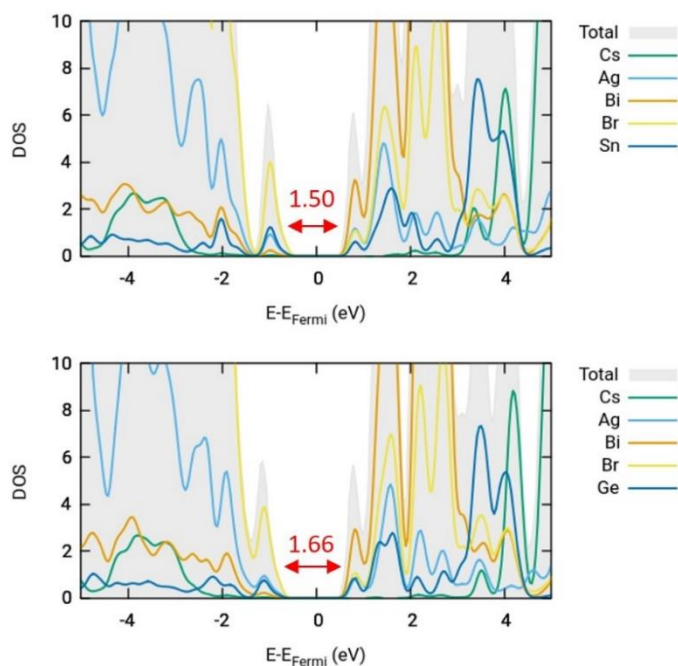 10
8
6
4
2
0
DOS
1.50
-4 -2 0 2 4
E-E_Fermi (eV)
Total
Cs
Ag
Bi
Br
Sn
10
8
6
4
2
0
DOS
1.66
-4 -2 0 2 4
E-E_Fermi (eV)
Total
Cs
Ag
Bi
Br
Ge